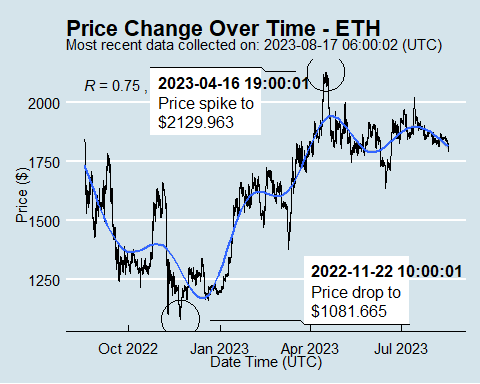 Price Change Over Time - ETH
Most recent data collected on: 2023-08-17 06:00:02 (UTC)
R = 0.75 ,
2023-04-16 19:00:01
Price spike to
$2129.963
2000
1750
1500
1250
Price ($)
2022-11-22 10:00:01
Price drop to
$1081.665
Oct 2022
Jan 2023
Apr 2023
Jul 2023
Date Time (UTC)